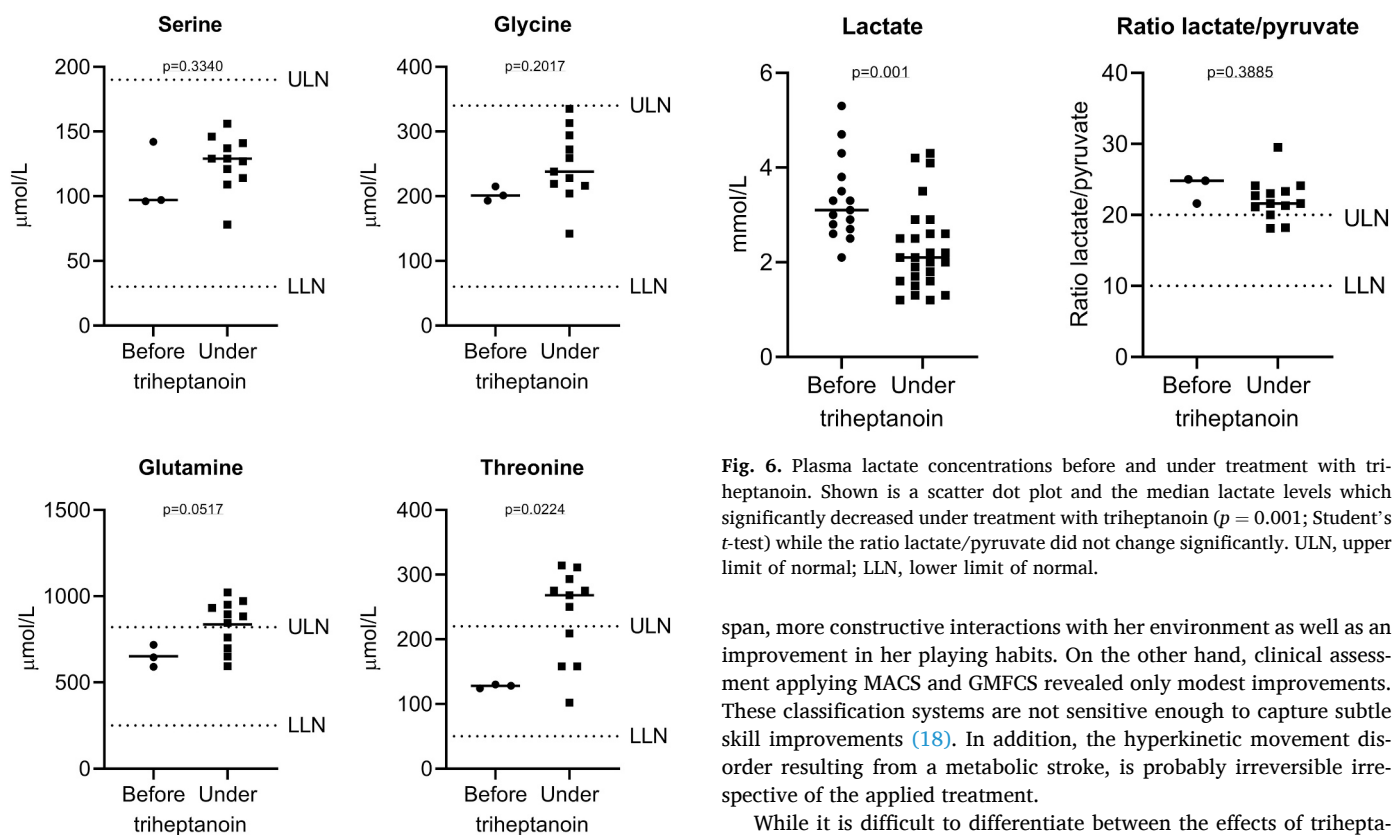 Serine
p=0.3340
200
150
100
50
0
μmol/L
ULN
LLN
Before Under
triheptanoin
Glycine
p=0.2017
400
300
200
100
0
μmol/L
ULN
LLN
Before Under
triheptanoin
Glutamine
p=0.0517
1500
1000
500
0
μmol/L
ULN
LLN
Before Under
triheptanoin
Threonine
p=0.0224
400
300
200
100
0
μmol/L
ULN
LLN
Before Under
triheptanoin
Lactate
p=0.001
6
4
2
0
mmol/L
Before Under
triheptanoin
Ratio lactate/pyruvate
p=0.3885
40
30
20
10
0
Ratio lactate/pyruvate
ULN
LLN
Before Under
triheptanoin
Fig. 6. Plasma lactate concentrations before and under treatment with tri-
heptanoin. Shown is a scatter dot plot and the median lactate levels which
significantly decreased under treatment with triheptanoin (p = 0.001; Student's
t-test) while the ratio lactate/pyruvate did not change significantly. ULN, upper
limit of normal; LLN, lower limit of normal.
span, more constructive interactions with her environment as well as an
improvement in her playing habits. On the other hand, clinical assess-
ment applying MACS and GMFCS revealed only modest improvements.
These classification systems are not sensitive enough to capture subtle
skill improvements (18). In addition, the hyperkinetic movement dis-
order resulting from a metabolic stroke, is probably irreversible irre-
spective of the applied treatment.
While it is difficult to differentiate between the effects of trihepta-